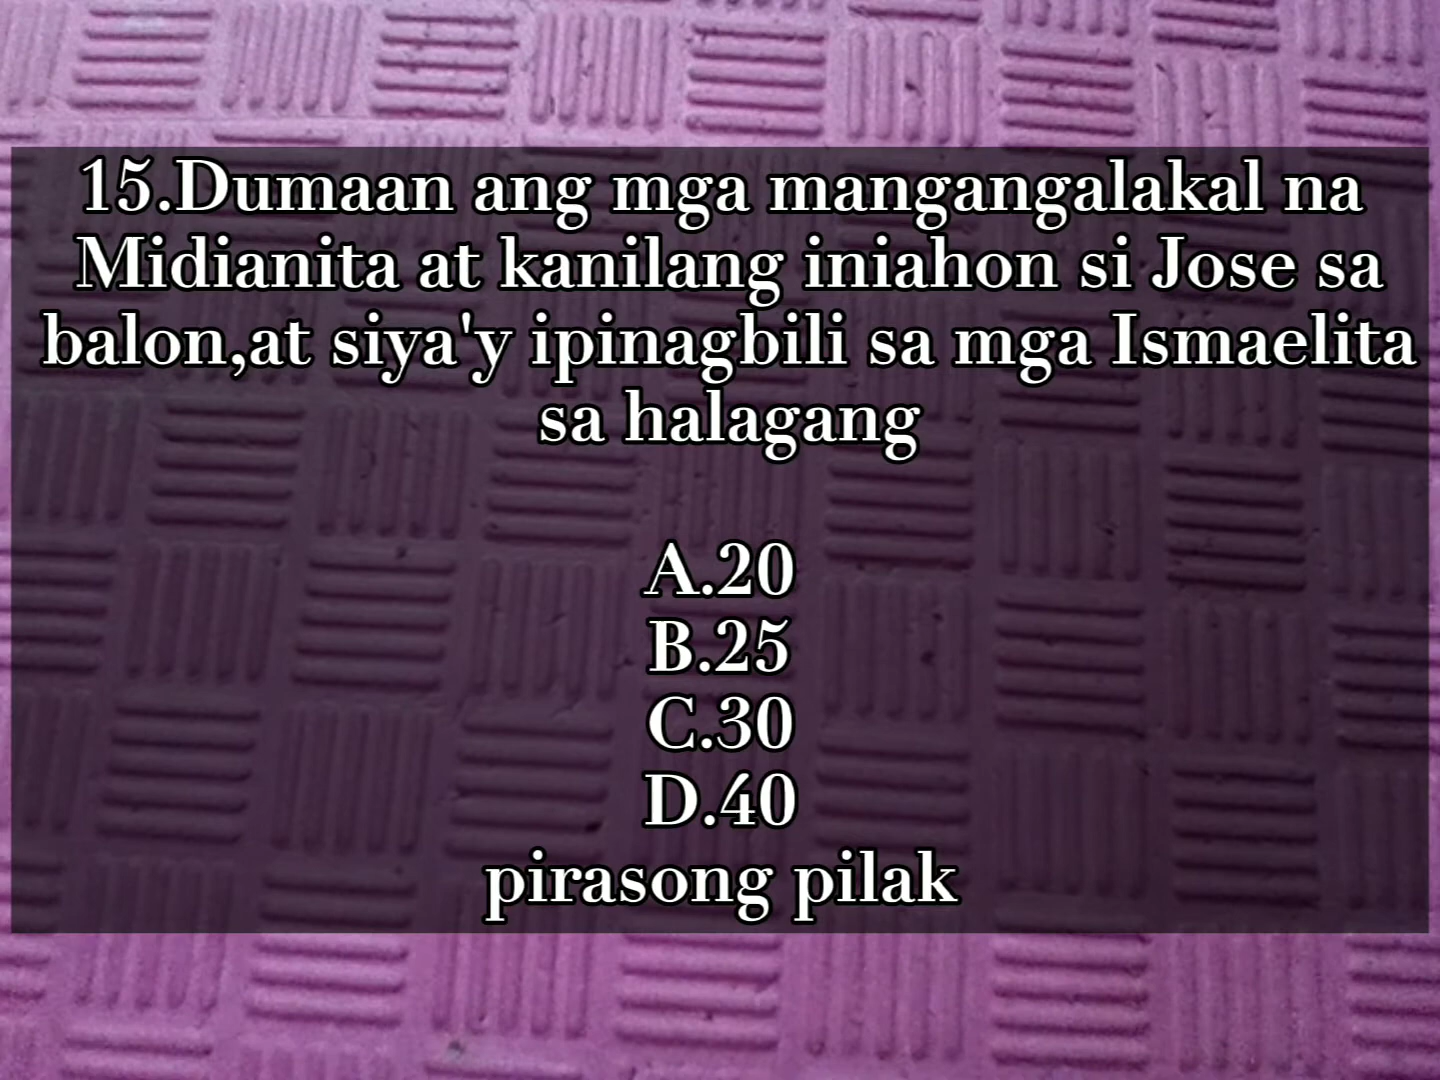 15.Dumaan ang mga mangangalakal na
Midianita at kanilang iniahon si Jose sa
balon,at siya'y ipinagbili sa mga Ismaelita
sa halagang
A.20
B.25
C.30
D.40
pirasong pilak